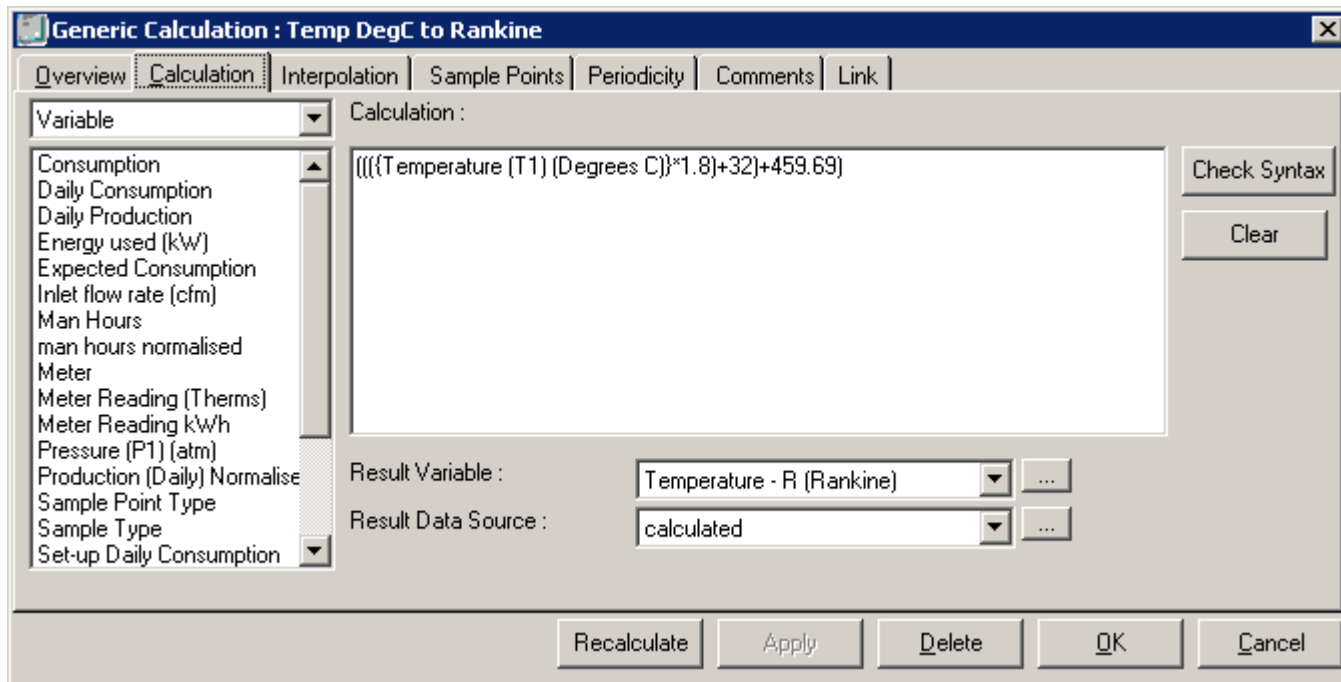 Generic Calculation : Temp DegC to Rankine
Overview Calculation Interpolation Sample Points Periodicity Comments Link
Variable
Calculation :
Consumption
Daily Consumption
Daily Production
Energy used (kW)
Expected Consumption
Inlet flow rate (cfm)
Man Hours
man hours normalised
Meter
Meter Reading (Therms)
Meter Reading kWh
Pressure (P1) (atm)
Production (Daily) Normalise
Sample Point Type
Sample Type
Set-up Daily Consumption
((({Temperature (T1) (Degrees C)}*1.8)+32)+459.69)
Check Syntax
Clear
Result Variable :
Temperature - R (Rankine)
...
Result Data Source :
calculated
...
Recalculate Apply Delete OK Cancel